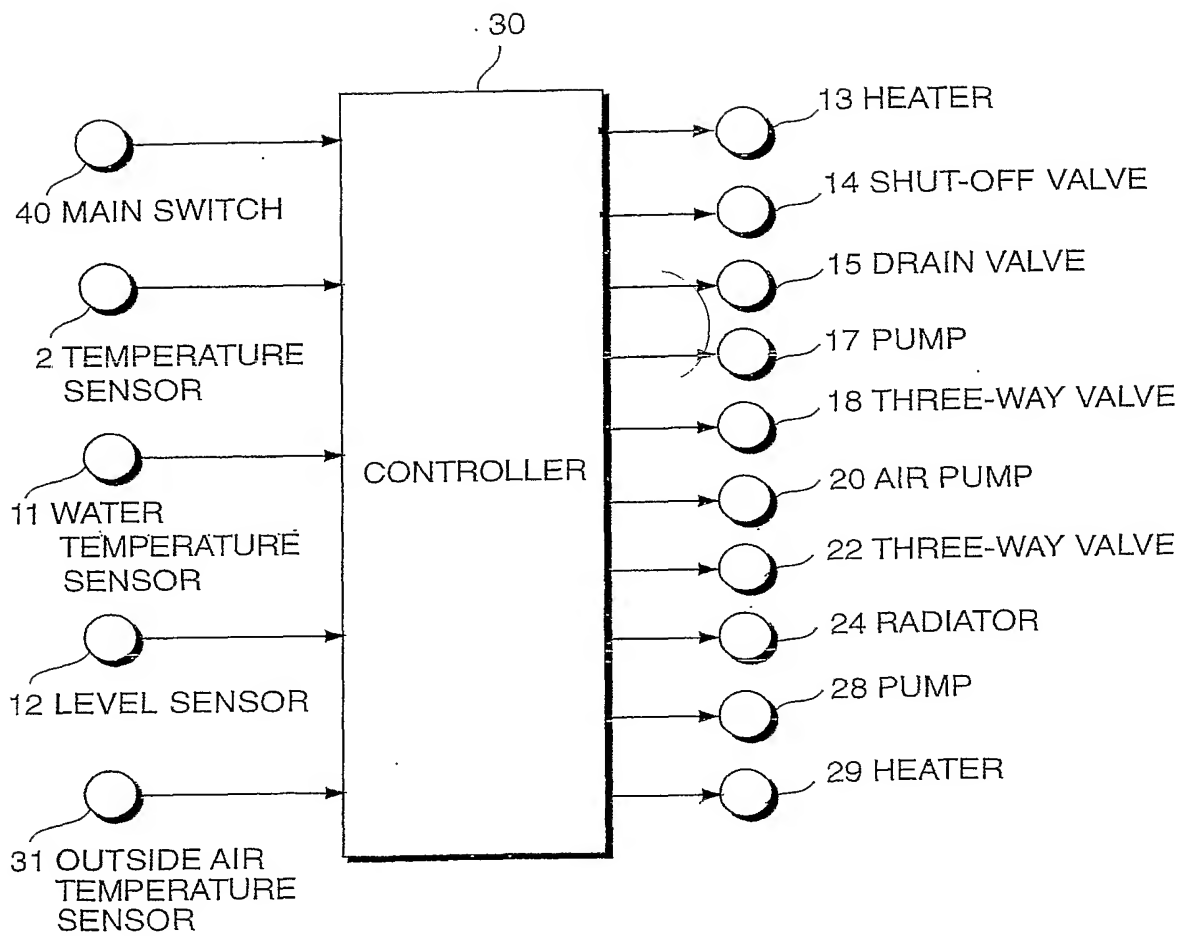 30
40 MAIN SWITCH
2 TEMPERATURE
SENSOR
11 WATER
TEMPERATURE
SENSOR
12 LEVEL SENSOR
31 OUTSIDE AIR
TEMPERATURE
SENSOR
CONTROLLER
13 HEATER
14 SHUT-OFF VALVE
15 DRAIN VALVE
17 PUMP
18 THREE-WAY VALVE
20 AIR PUMP
22 THREE-WAY VALVE
24 RADIATOR
28 PUMP
29 HEATER